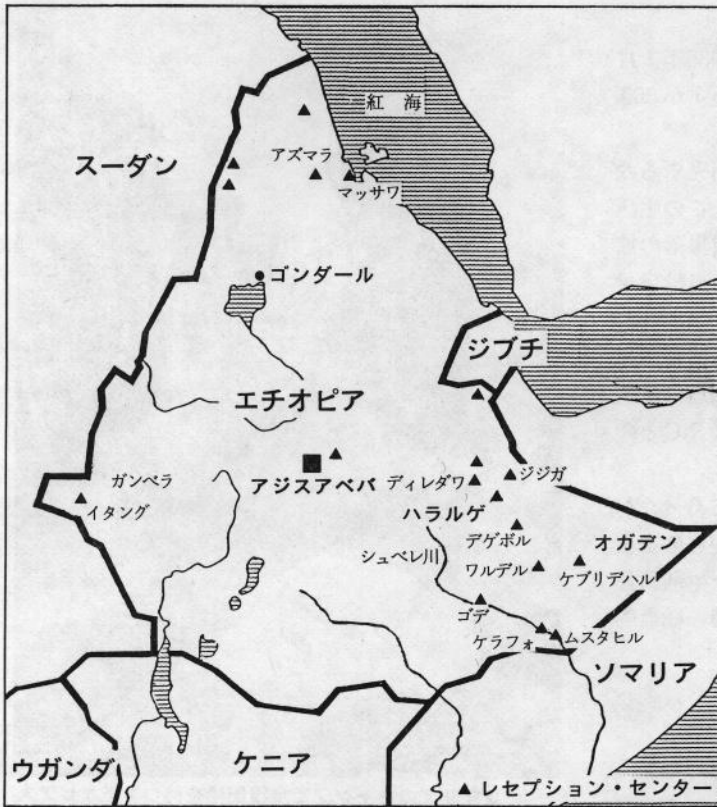 紅海
スーダン
アズマラ
マッサワ
ゴンダール
ジブチ
エチオピア
アジスアベバ
ディレダワ
ジジガ
ガンベラ
イタング
ハラルゲ
デゲボル
オガデン
シュベレ川
ワルデル
ケブリデハル
ゴデ
ケラフォ
ムスタヒル
ソマリア
ウガンダ
ケニア
▲レセプション・センター